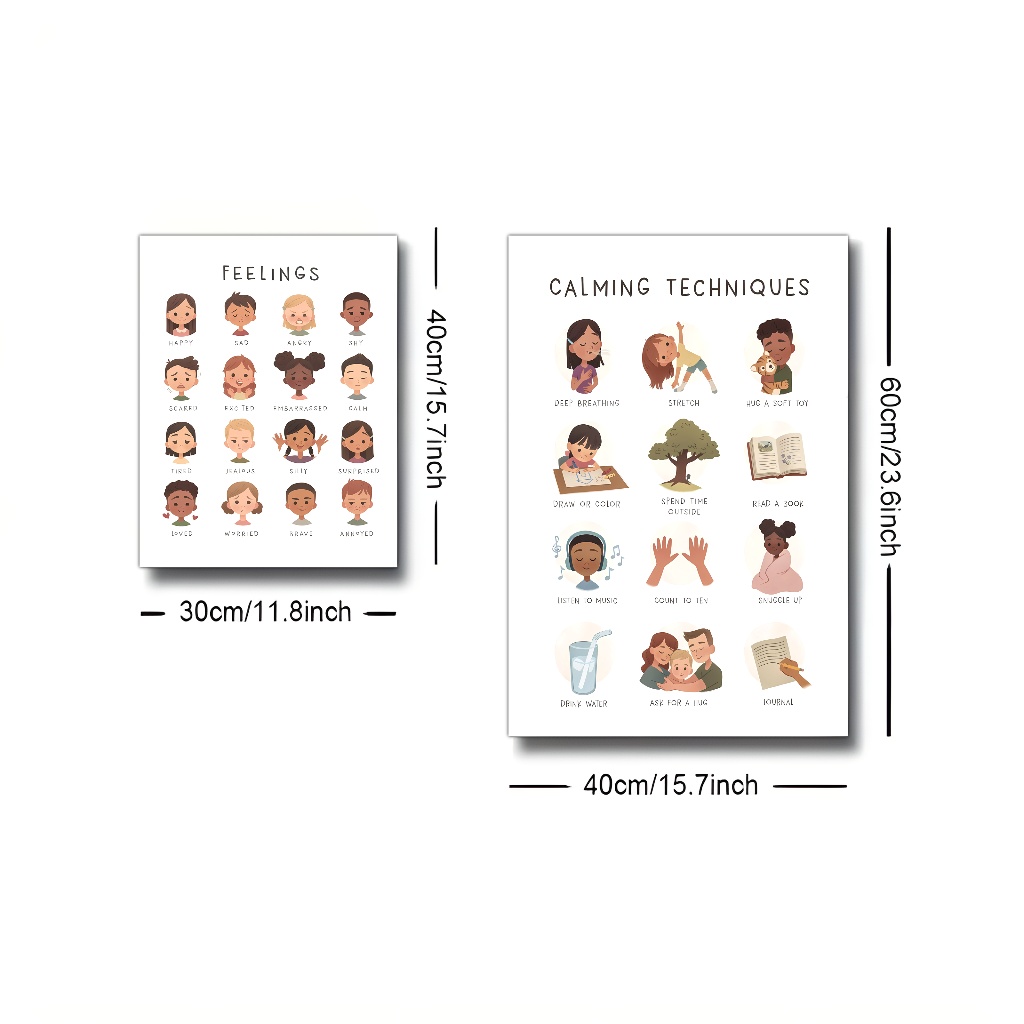 FEELINGS
HAPPY SAD ANGRY SHY
SCARED EXCITED EMBARRASSED CALM
TIRED JEALOUS SILLY SURPRISED
LOVED WORRIED BRAVE ANNOYED
40cm/15.7inch
30cm/11.8inch
CALMING TECHNIQUES
DEEP BREATHING STRETCH HUG A SOFT TOY
DRAW OR COLOR SPEND TIME OUTSIDE READ A BOOK
LISTEN TO MUSIC COUNT TO TEN SNUGGLE UP
DRINK WATER ASK FOR A HUG JOURNAL
60cm/23.6inch
40cm/15.7inch